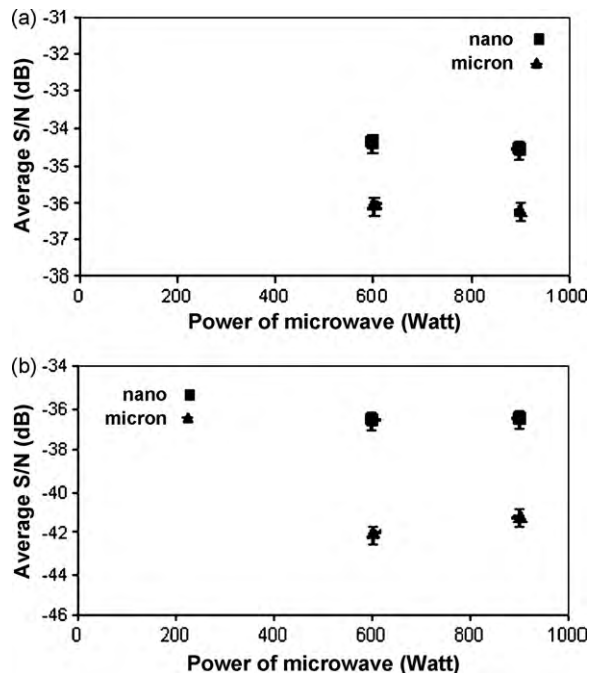 (a)
-31
-32
-33
-34
-35
-36
-37
-38
Average S/N (dB)
nano
micron
0
200
400
600
800
1000
Power of microwave (Watt)
(b)
-34
-36
-38
-40
-42
-44
-46
Average S/N (dB)
nano
micron
0
200
400
600
800
1000
Power of microwave (Watt)